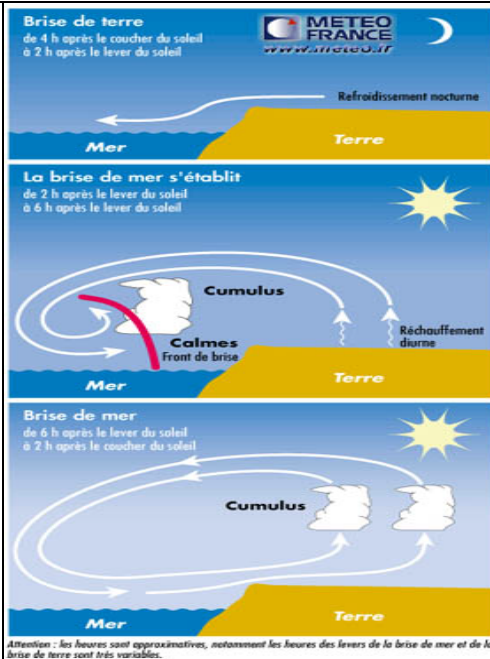 Brise de terre
de 4 h après le coucher du soleil
à 2 h après le lever du soleil
METEO
FRANCE
www.meteo.fr
Refroidissement nocturne
Mer
Terre
La brise de mer s'établit
de 2 h après le lever du soleil
à 6 h après le lever du soleil
Cumulus
Calmes
Front de brise
Réchauffement
diurne
Mer
Terre
Brise de mer
de 6 h après le lever du soleil
à 2 h après le coucher du soleil
Cumulus
Mer
Terre
Attention : les heures sont approximatives, notamment les heures des levers de la brise de mer et de la
brise de terre sont très variables.